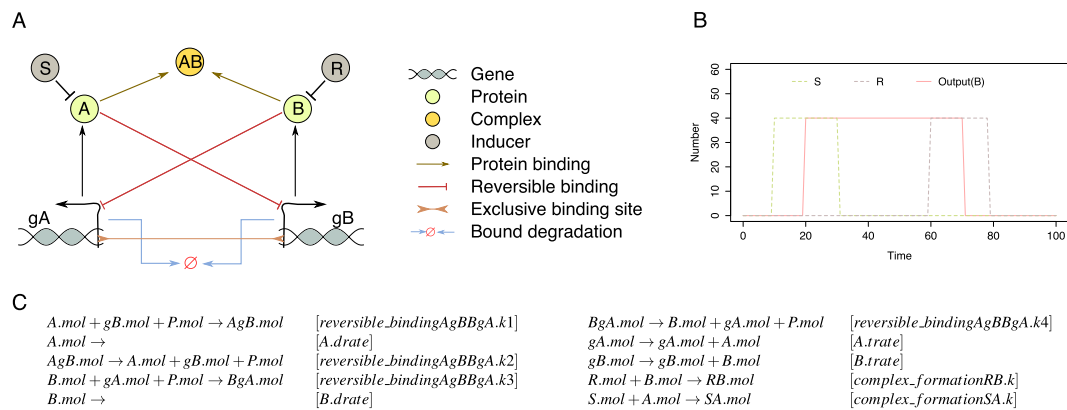 A
S
AB
R
A
B
gA
gB
∅
Gene
Protein
Complex
Inducer
Protein binding
Reversible binding
Exclusive binding site
∅ Bound degradation
B
S R Output(B)
Number
0 10 20 30 40 50 60
0 20 40 60 80 100
Time
C
A.mol + gB.mol + P.mol → AgB.mol [reversible_bindingAgBBgA.k1]
A.mol → [A.drate]
AgB.mol → A.mol + gB.mol + P.mol [reversible_bindingAgBBgA.k2]
B.mol + gA.mol + P.mol → BgA.mol [reversible_bindingAgBBgA.k3]
B.mol → [B.drate]
BgA.mol → B.mol + gA.mol + P.mol [reversible_bindingAgBBgA.k4]
gA.mol → gA.mol + A.mol [A.trate]
gB.mol → gB.mol + B.mol [B.trate]
R.mol + B.mol → RB.mol [complex_formationRB.k]
S.mol + A.mol → SA.mol [complex_formationSA.k]